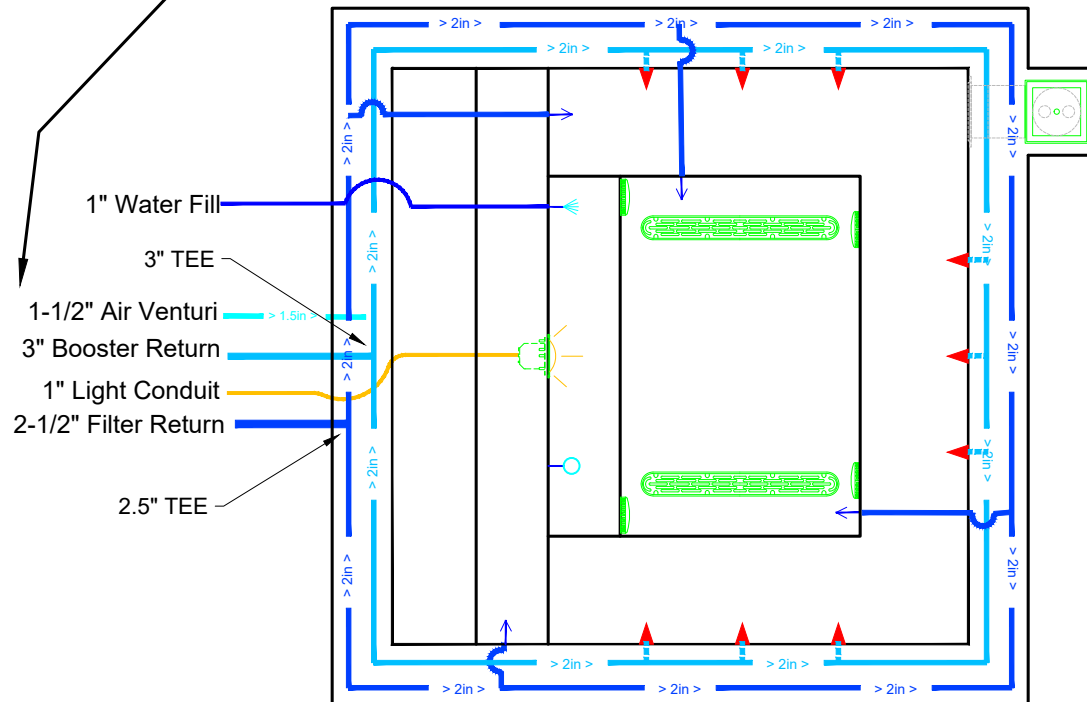 > 2in > > 2in > > 2in >
> 2in > > 2in >
> 2in > > 2in > > 2in >
1" Water Fill
3" TEE
> 2in > > 2in >
1-1/2" Air Venturi > 1.5in >
3" Booster Return
> 2in > > 2in >
1" Light Conduit
2-1/2" Filter Return
> 2in > > 2in >
2.5" TEE
> 2in > > 2in >
> 2in > > 2in >
> 2in > > 2in > > 2in >